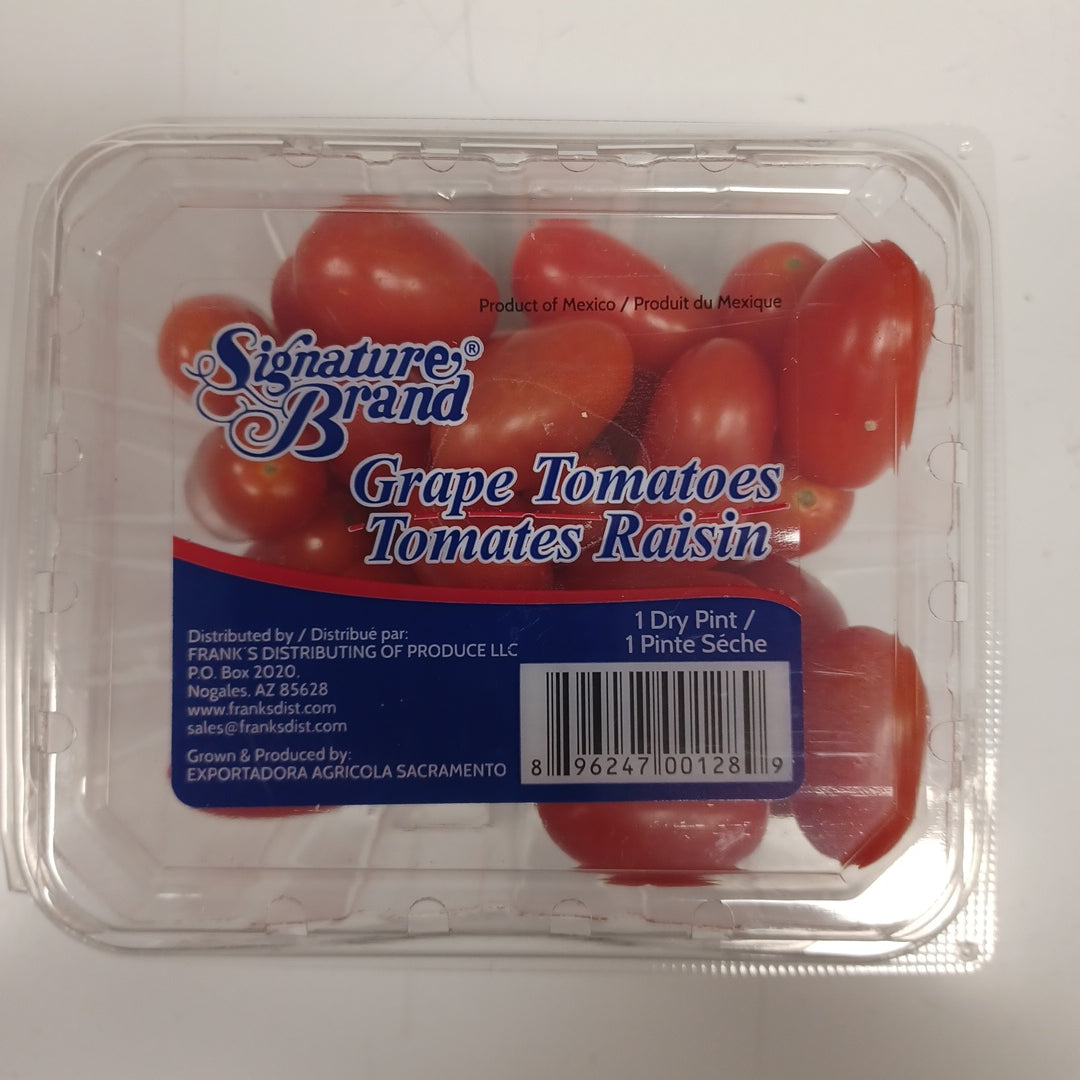 Product of Mexico / Produit du Mexique
Signature®
Brand
Grape Tomatoes
Tomates Raisin
1 Dry Pint /
1 Pinte Séche
Distributed by / Distribué par:
FRANK´S DISTRIBUTING OF PRODUCE LLC
P.O. Box 2020.
Nogales. AZ 85628
www.franksdist.com
sales@franksdist.com
Grown & Produced by:
EXPORTADORA AGRICOLA SACRAMENTO
8 96247 00128 9